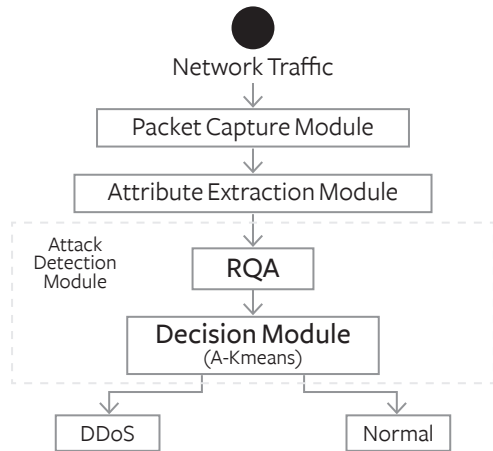 Network Traffic
Packet Capture Module
Attribute Extraction Module
Attack
Detection
Module
RQA
Decision Module
(A-Kmeans)
DDoS
Normal